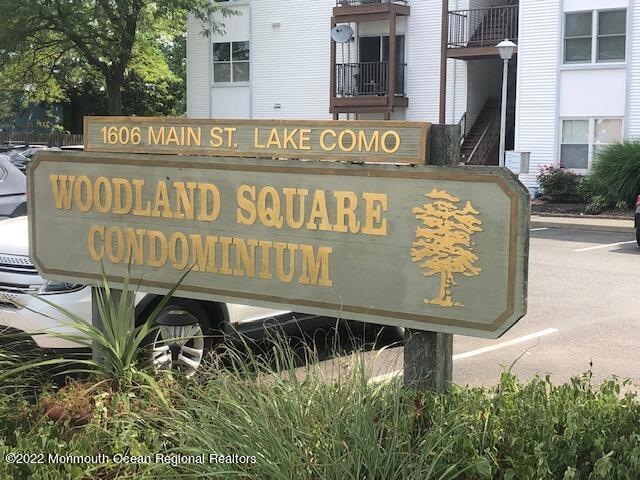 1606 MAIN ST. LAKE COMO
WOODLAND SQUARE
CONDOMINIUM
©2022 Monmouth Ocean Regional Realtors